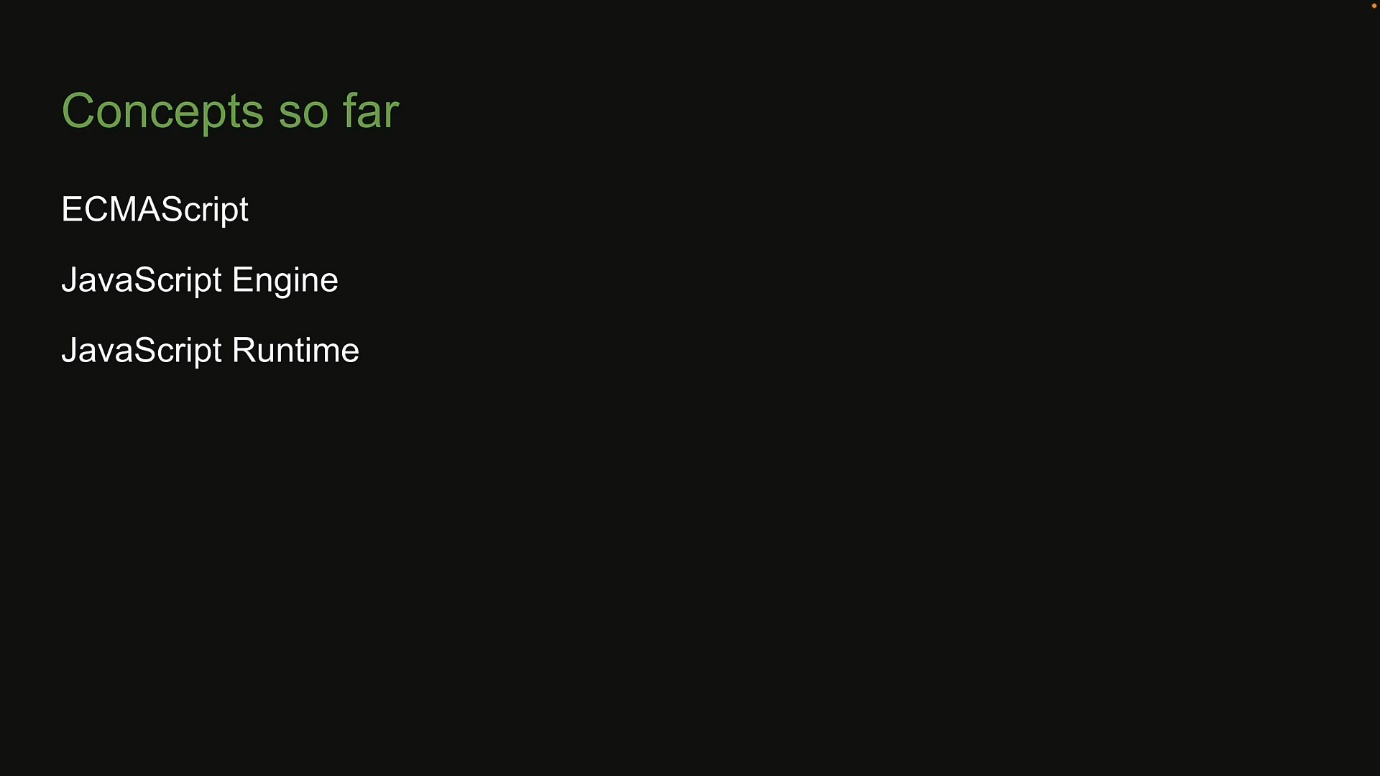 Concepts so far
ECMAScript
JavaScript Engine
JavaScript Runtime